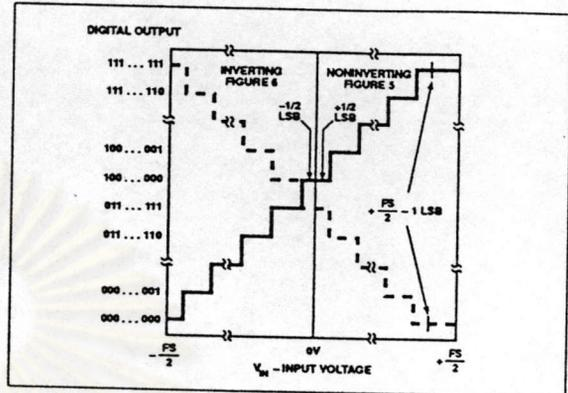 DIGITAL OUTPUT
111...111
111...110
100...001
100...000
011...111
011...110
000...001
000...000
INVERTING
FIGURE 6
NONINVERTING
FIGURE 5
-1/2
LSB
+1/2
LSB
+ FS/2 - 1 LSB
- FS/2
0V
+ FS/2
VIN - INPUT VOLTAGE